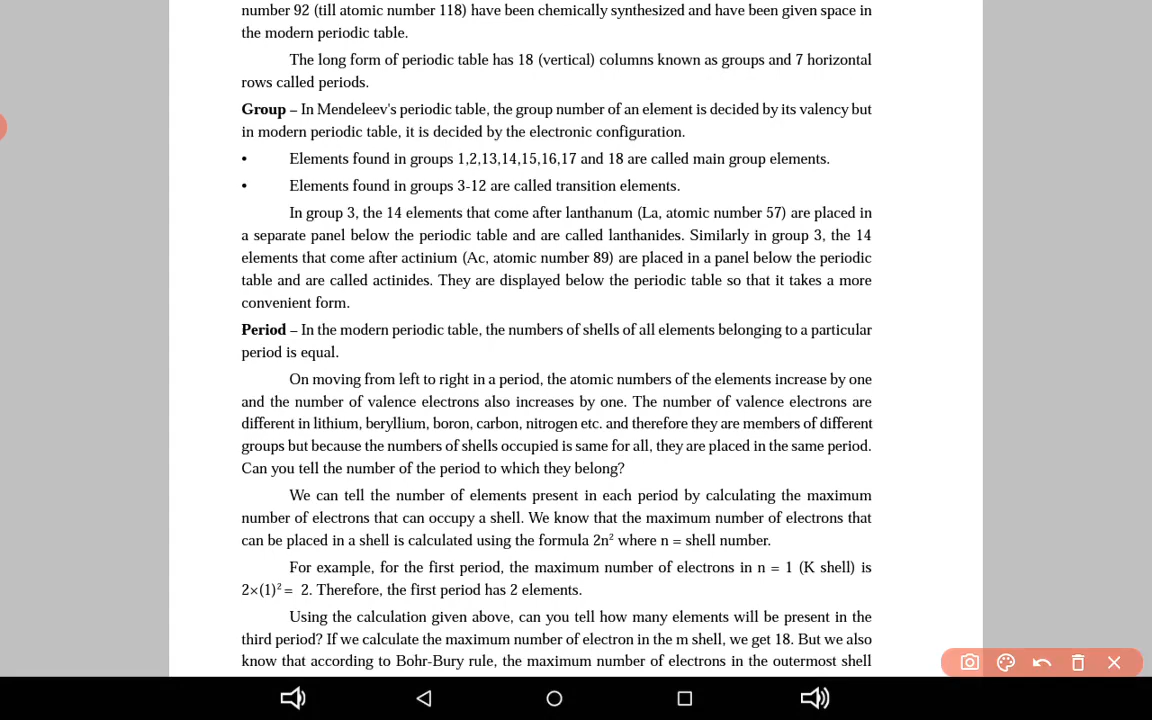 number 92 (till atomic number 118) have been chemically synthesized and have been given space in
the modern periodic table.
The long form of periodic table has 18 (vertical) columns known as groups and 7 horizontal
rows called periods.
Group – In Mendeleev's periodic table, the group number of an element is decided by its valency but
in modern periodic table, it is decided by the electronic configuration.
• Elements found in groups 1,2,13,14,15,16,17 and 18 are called main group elements.
• Elements found in groups 3-12 are called transition elements.
In group 3, the 14 elements that come after lanthanum (La, atomic number 57) are placed in
a separate panel below the periodic table and are called lanthanides. Similarly in group 3, the 14
elements that come after actinium (Ac, atomic number 89) are placed in a panel below the periodic
table and are called actinides. They are displayed below the periodic table so that it takes a more
convenient form.
Period – In the modern periodic table, the numbers of shells of all elements belonging to a particular
period is equal.
On moving from left to right in a period, the atomic numbers of the elements increase by one
and the number of valence electrons also increases by one. The number of valence electrons are
different in lithium, beryllium, boron, carbon, nitrogen etc. and therefore they are members of different
groups but because the numbers of shells occupied is same for all, they are placed in the same period.
Can you tell the number of the period to which they belong?
We can tell the number of elements present in each period by calculating the maximum
number of electrons that can occupy a shell. We know that the maximum number of electrons that
can be placed in a shell is calculated using the formula 2n² where n = shell number.
For example, for the first period, the maximum number of electrons in n = 1 (K shell) is
2×(1)² = 2. Therefore, the first period has 2 elements.
Using the calculation given above, can you tell how many elements will be present in the
third period? If we calculate the maximum number of electron in the m shell, we get 18. But we also
know that according to Bohr-Bury rule, the maximum number of electrons in the outermost shell